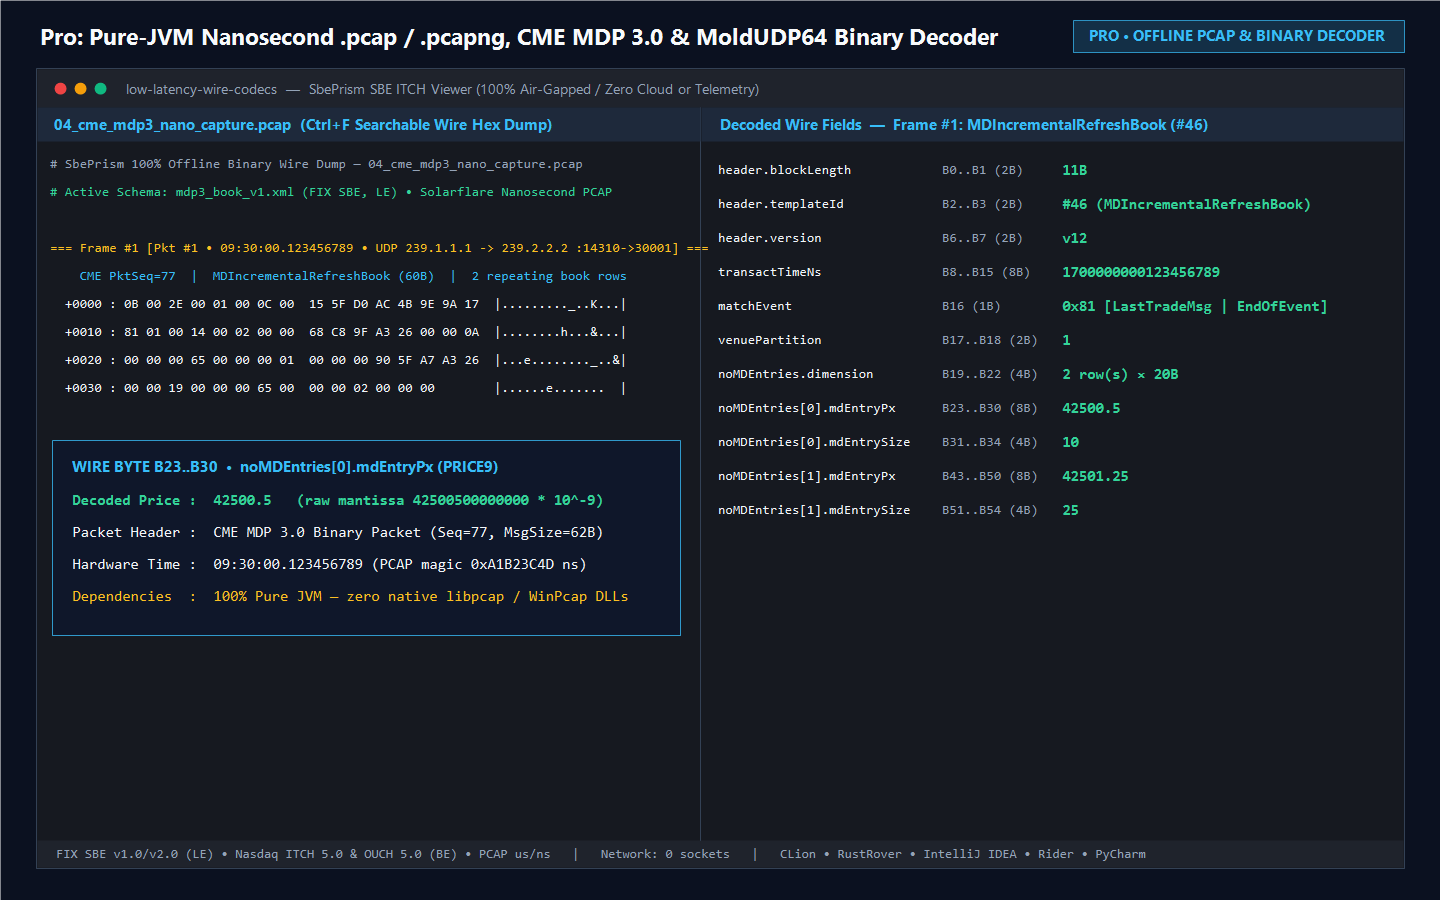 Pro: Pure-JVM Nanosecond .pcap / .pcapng, CME MDP 3.0 & MoldUDP64 Binary Decoder
PRO • OFFLINE PCAP & BINARY DECODER
low-latency-wire-codecs — SbePrism SBE ITCH Viewer (100% Air-Gapped / Zero Cloud or Telemetry)
04_cme_mdp3_nano_capture.pcap (Ctrl+F Searchable Wire Hex Dump)
# SbePrism 100% Offline Binary Wire Dump — 04_cme_mdp3_nano_capture.pcap
# Active Schema: mdp3_book_v1.xml (FIX SBE, LE) • Solarflare Nanosecond PCAP
=== Frame #1 [Pkt #1 • 09:30:00.123456789 • UDP 239.1.1.1 -> 239.2.2.2 :14310->30001] ===
CME PktSeq=77 | MDIncrementalRefreshBook (60B) | 2 repeating book rows
+0000 : 0B 00 2E 00 01 00 0C 00  15 5F D0 AC 4B 9E 9A 17  |........._..K...|
+0010 : 81 01 00 14 00 02 00 00  68 C8 9F A3 26 00 00 0A  |........h...&...|
+0020 : 00 00 00 65 00 00 00 01  00 00 00 90 5F A7 A3 26  |...e........_..&|
+0030 : 00 00 19 00 00 00 65 00  00 00 02 00 00 00        |......e.......  |
WIRE BYTE B23..B30 • noMDEntries[0].mdEntryPx (PRICE9)
Decoded Price : 42500.5 (raw mantissa 42500500000000 * 10^-9)
Packet Header : CME MDP 3.0 Binary Packet (Seq=77, MsgSize=62B)
Hardware Time : 09:30:00.123456789 (PCAP magic 0xA1B23C4D ns)
Dependencies : 100% Pure JVM — zero native libpcap / WinPcap DLLs
Decoded Wire Fields — Frame #1: MDIncrementalRefreshBook (#46)
header.blockLength B0..B1 (2B) 11B
header.templateId B2..B3 (2B) #46 (MDIncrementalRefreshBook)
header.version B6..B7 (2B) v12
transactTimeNs B8..B15 (8B) 1700000000123456789
matchEvent B16 (1B) 0x81 [LastTradeMsg | EndOfEvent]
venuePartition B17..B18 (2B) 1
noMDEntries.dimension B19..B22 (4B) 2 row(s) × 20B
noMDEntries[0].mdEntryPx B23..B30 (8B) 42500.5
noMDEntries[0].mdEntrySize B31..B34 (4B) 10
noMDEntries[1].mdEntryPx B43..B50 (8B) 42501.25
noMDEntries[1].mdEntrySize B51..B54 (4B) 25
FIX SBE v1.0/v2.0 (LE) • Nasdaq ITCH 5.0 & OUCH 5.0 (BE) • PCAP us/ns | Network: 0 sockets | CLion • RustRover • IntelliJ IDEA • Rider • PyCharm